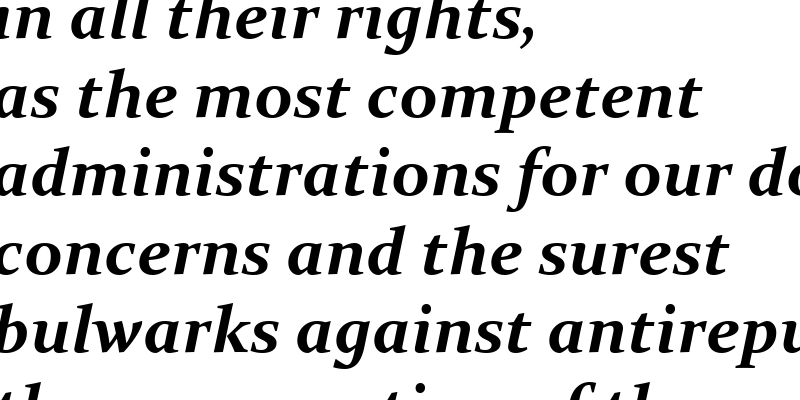 in all their rights,
as the most competent
administrations for our
concerns and the surest
bulwarks against